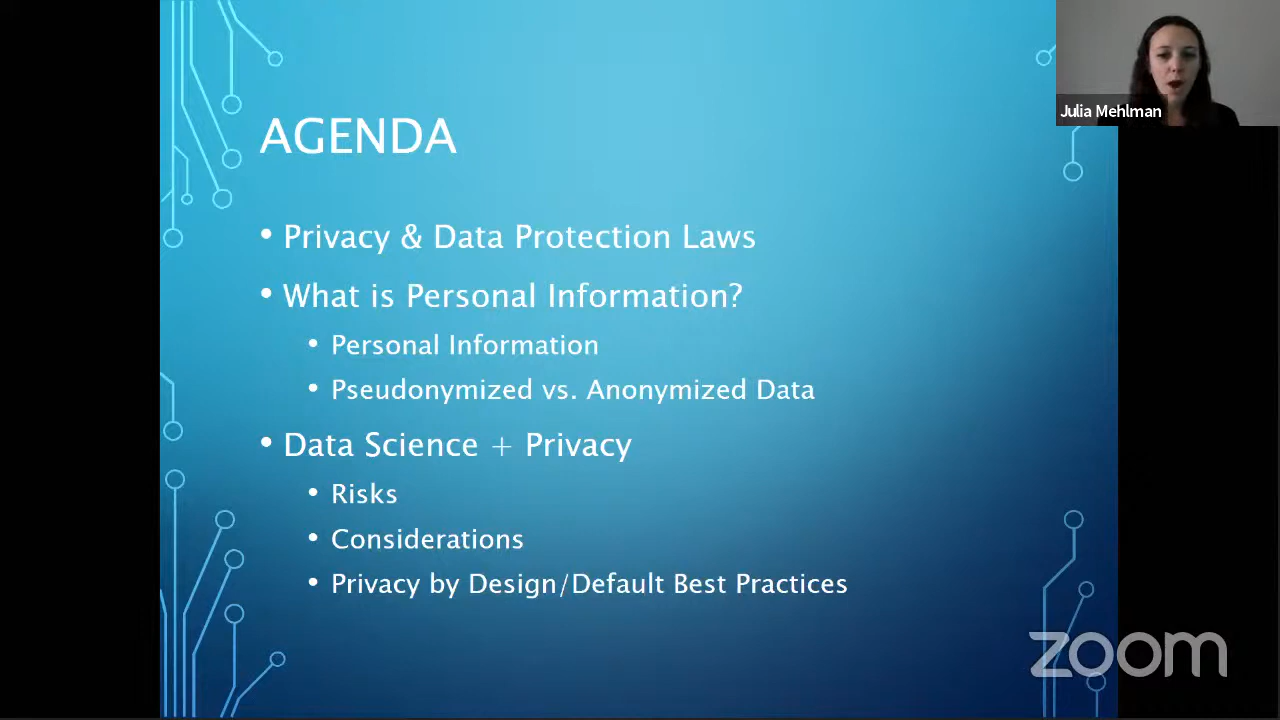 AGENDA
Julia Mehlman
• Privacy & Data Protection Laws
• What is Personal Information?
• Personal Information
• Pseudonymized vs. Anonymized Data
• Data Science + Privacy
• Risks
• Considerations
• Privacy by Design/Default Best Practices
zoom